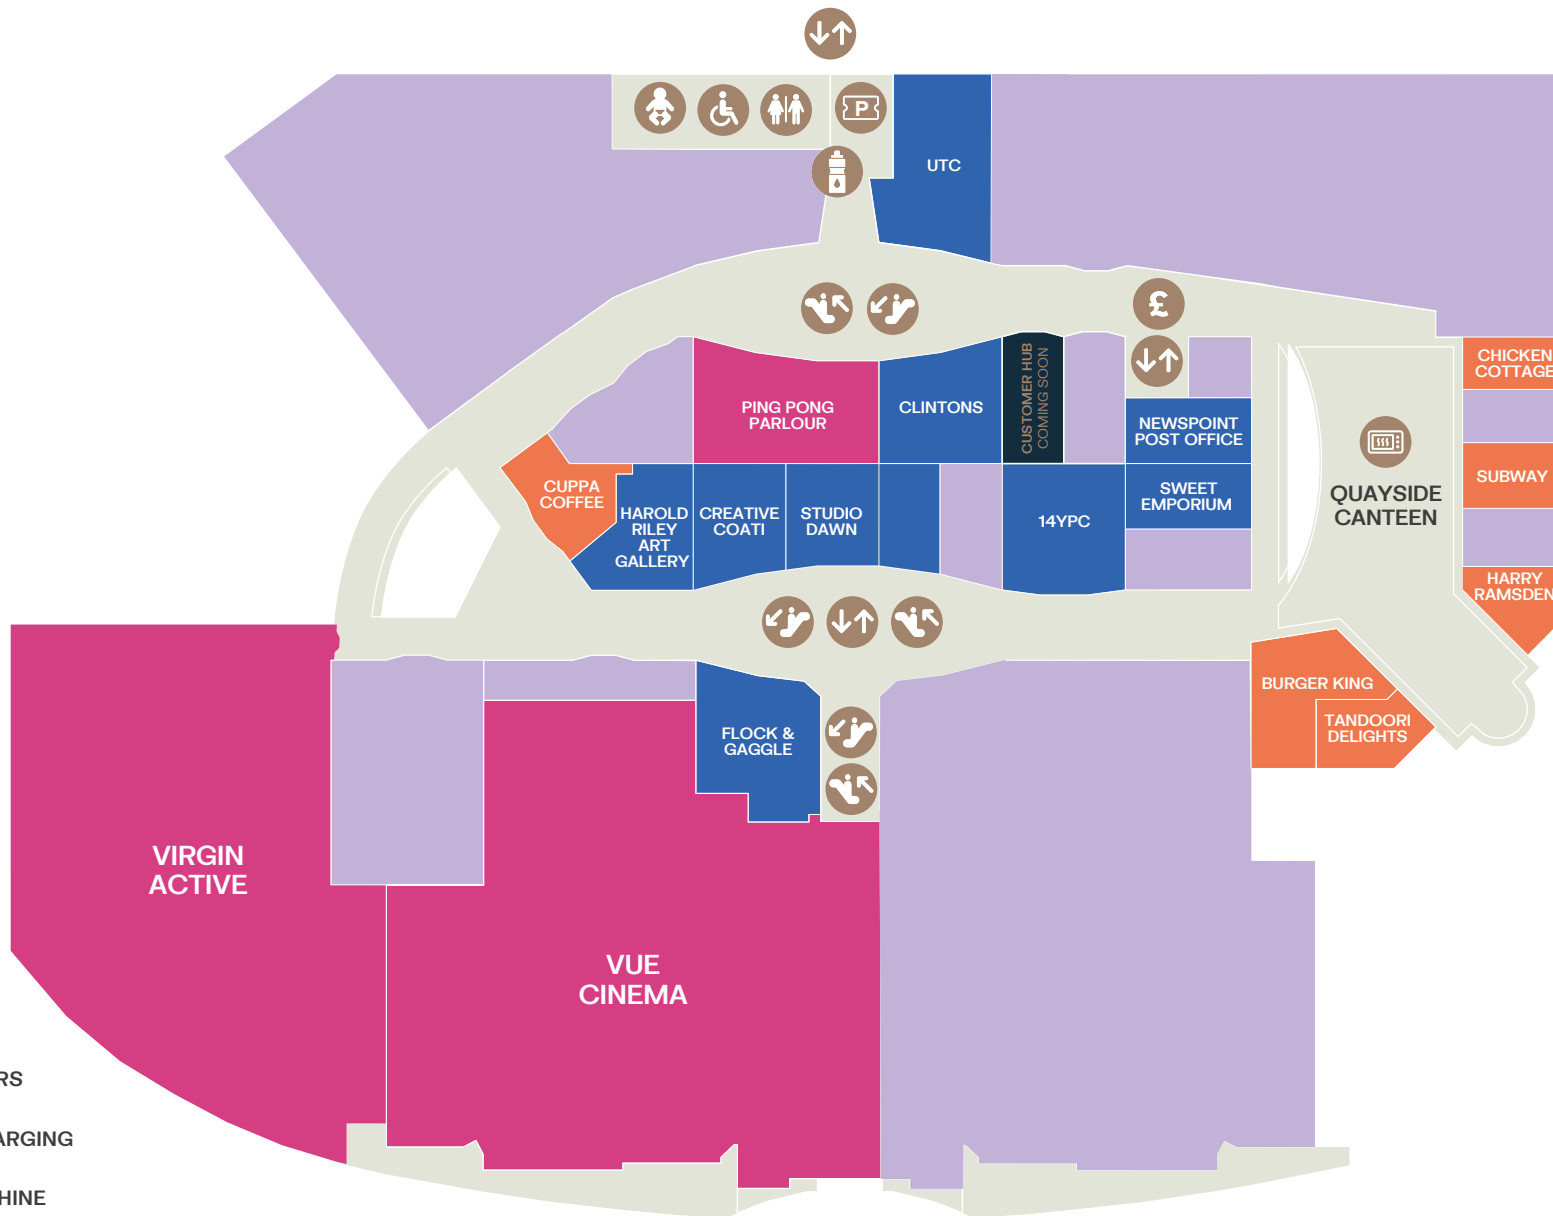 P
UTC
£
CHICKEN
COTTAGE
PING PONG
PARLOUR
CLINTONS
CUSTOMER HUB
COMING SOON
NEWSPOINT
POST OFFICE
QUAYSIDE
CANTEEN
SUBWAY
CUPPA
COFFEE
HAROLD
RILEY
ART
GALLERY
CREATIVE
COATI
STUDIO
DAWN
14YPC
SWEET
EMPORIUM
HARRY
RAMSDEN
BURGER KING
TANDOORI
DELIGHTS
FLOCK &
GAGGLE
VIRGIN
ACTIVE
VUE
CINEMA
RS
ARGING
HINE